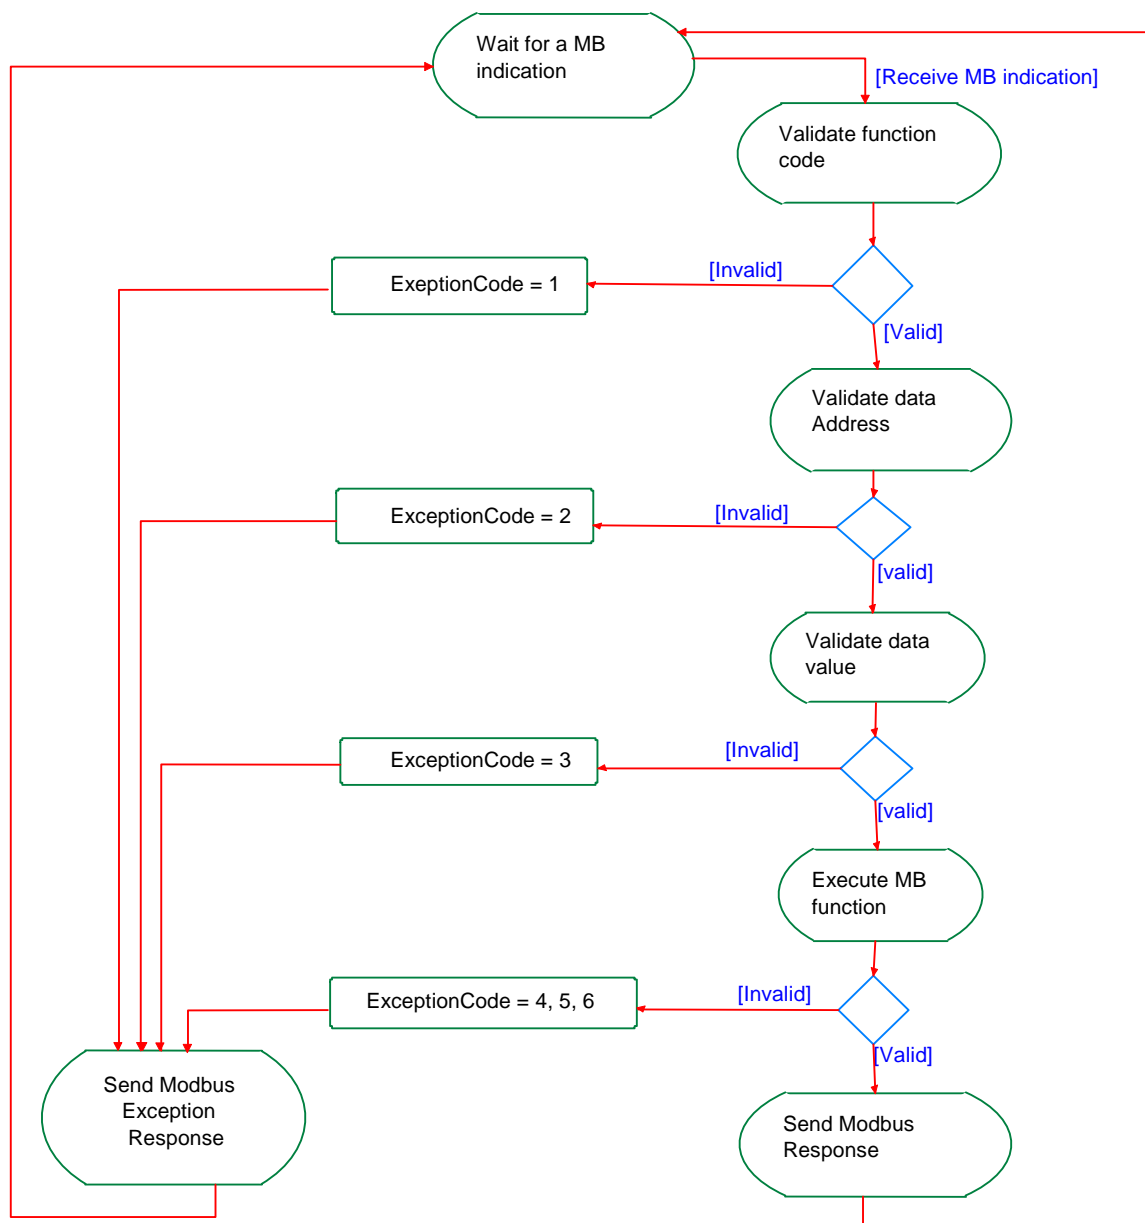 Wait for a MB
indication
[Receive MB indication]
Validate function
code
[Invalid]
ExeptionCode = 1
[Valid]
Validate data
Address
[Invalid]
ExceptionCode = 2
[valid]
Validate data
value
[Invalid]
ExceptionCode = 3
[valid]
Execute MB
function
[Invalid]
ExceptionCode = 4, 5, 6
[Valid]
Send Modbus
Exception
Response
Send Modbus
Response